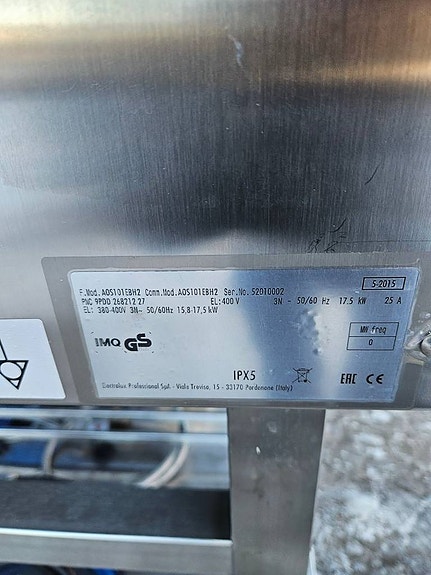 5-2015
F.Mod. AOS101EBH2 Comm.Mod. AOS101EBH2 Ser.No. 52010002
PNC 9PDD 268212 27 EL: 400 V 3N ~ 50/60 Hz 17.5 kW 25 A
EL: 380-400V 3N~ 50/60Hz 15,8-17,5 kW
MW freq
0
IMQ GS
IPX5
EAC CE
Electrolux Professional SpA - Viale Treviso, 15 - 33170 Pordenone (Italy)